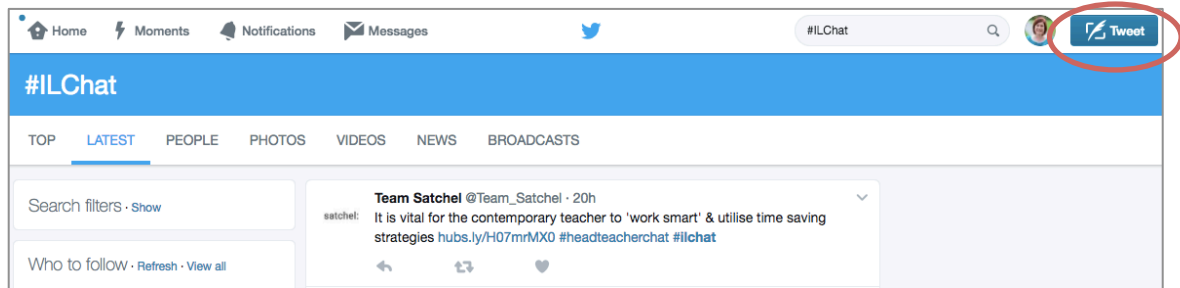 Home Moments Notifications Messages #ILChat Tweet
#ILChat
TOP LATEST PEOPLE PHOTOS VIDEOS NEWS BROADCASTS
Search filters · Show
Who to follow · Refresh · View all
satchel:
Team Satchel @Team_Satchel · 20h
It is vital for the contemporary teacher to 'work smart' & utilise time saving
strategies hubs.ly/H07mrMX0 #headteacherchat #ilchat